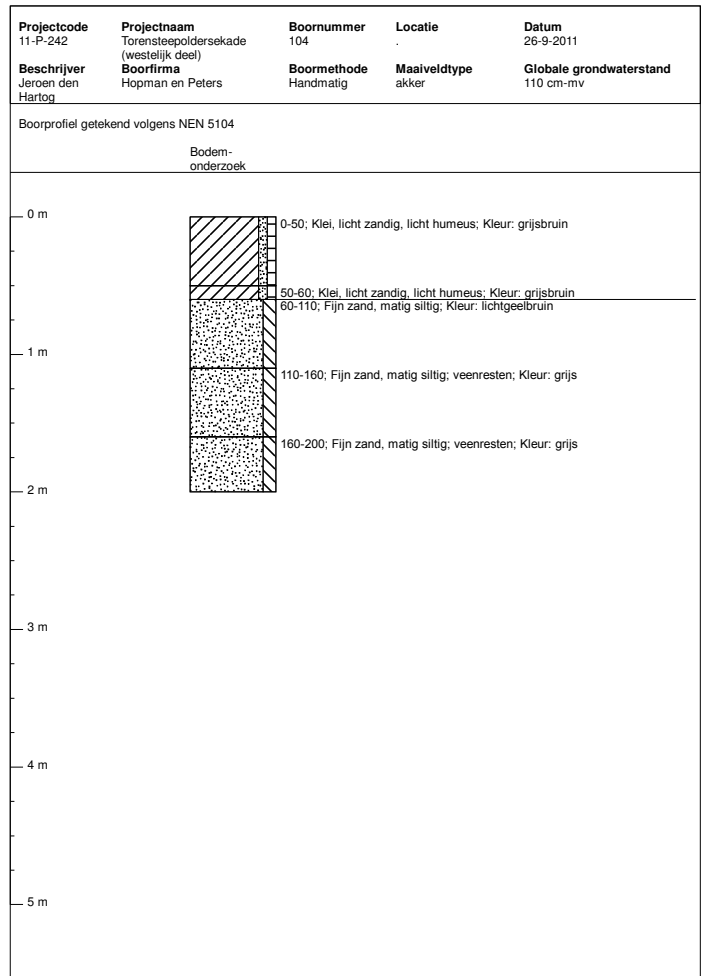 Projectcode Projectnaam Boornummer Locatie Datum
11-P-242 Torensteepoldersekade 104 . 26-9-2011
(westelijk deel)
Beschrijver Boorfirma Boormethode Maaiveldtype Globale grondwaterstand
Jeroen den Hopman en Peters Handmatig akker 110 cm-mv
Hartog
Boorprofiel getekend volgens NEN 5104
Bodem-
onderzoek
0 m
0-50; Klei, licht zandig, licht humeus; Kleur: grijsbruin
50-60; Klei, licht zandig, licht humeus; Kleur: grijsbruin
60-110; Fijn zand, matig siltig; Kleur: lichtgeelbruin
1 m
110-160; Fijn zand, matig siltig; veenresten; Kleur: grijs
160-200; Fijn zand, matig siltig; veenresten; Kleur: grijs
2 m
3 m
4 m
5 m